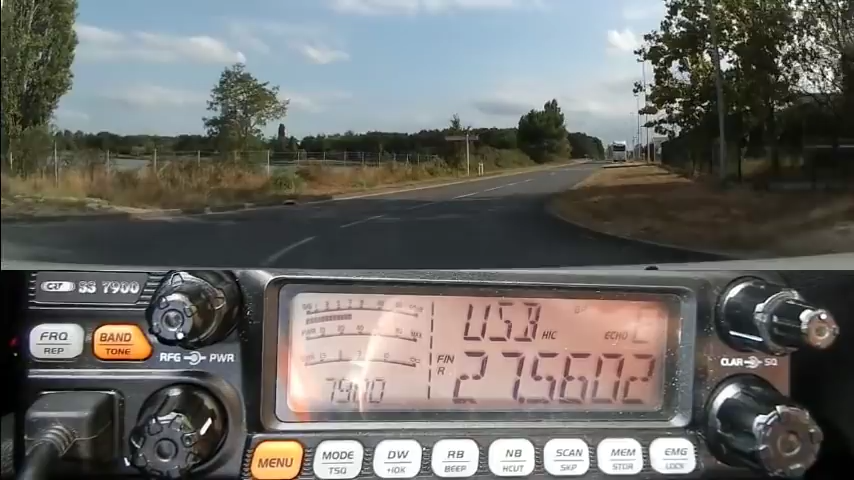 CRT SS 7900
FRQ
REP
BAND
TONE
RFG PWR
USB HIC
ECHO
FIN
R
27.5602
7900
CLAR SQ
MENU
MODE
TSQ
DW
+10K
RB
BEEP
NB
HCUT
SCAN
SKIP
MEM
STOR
EMG
LOCK